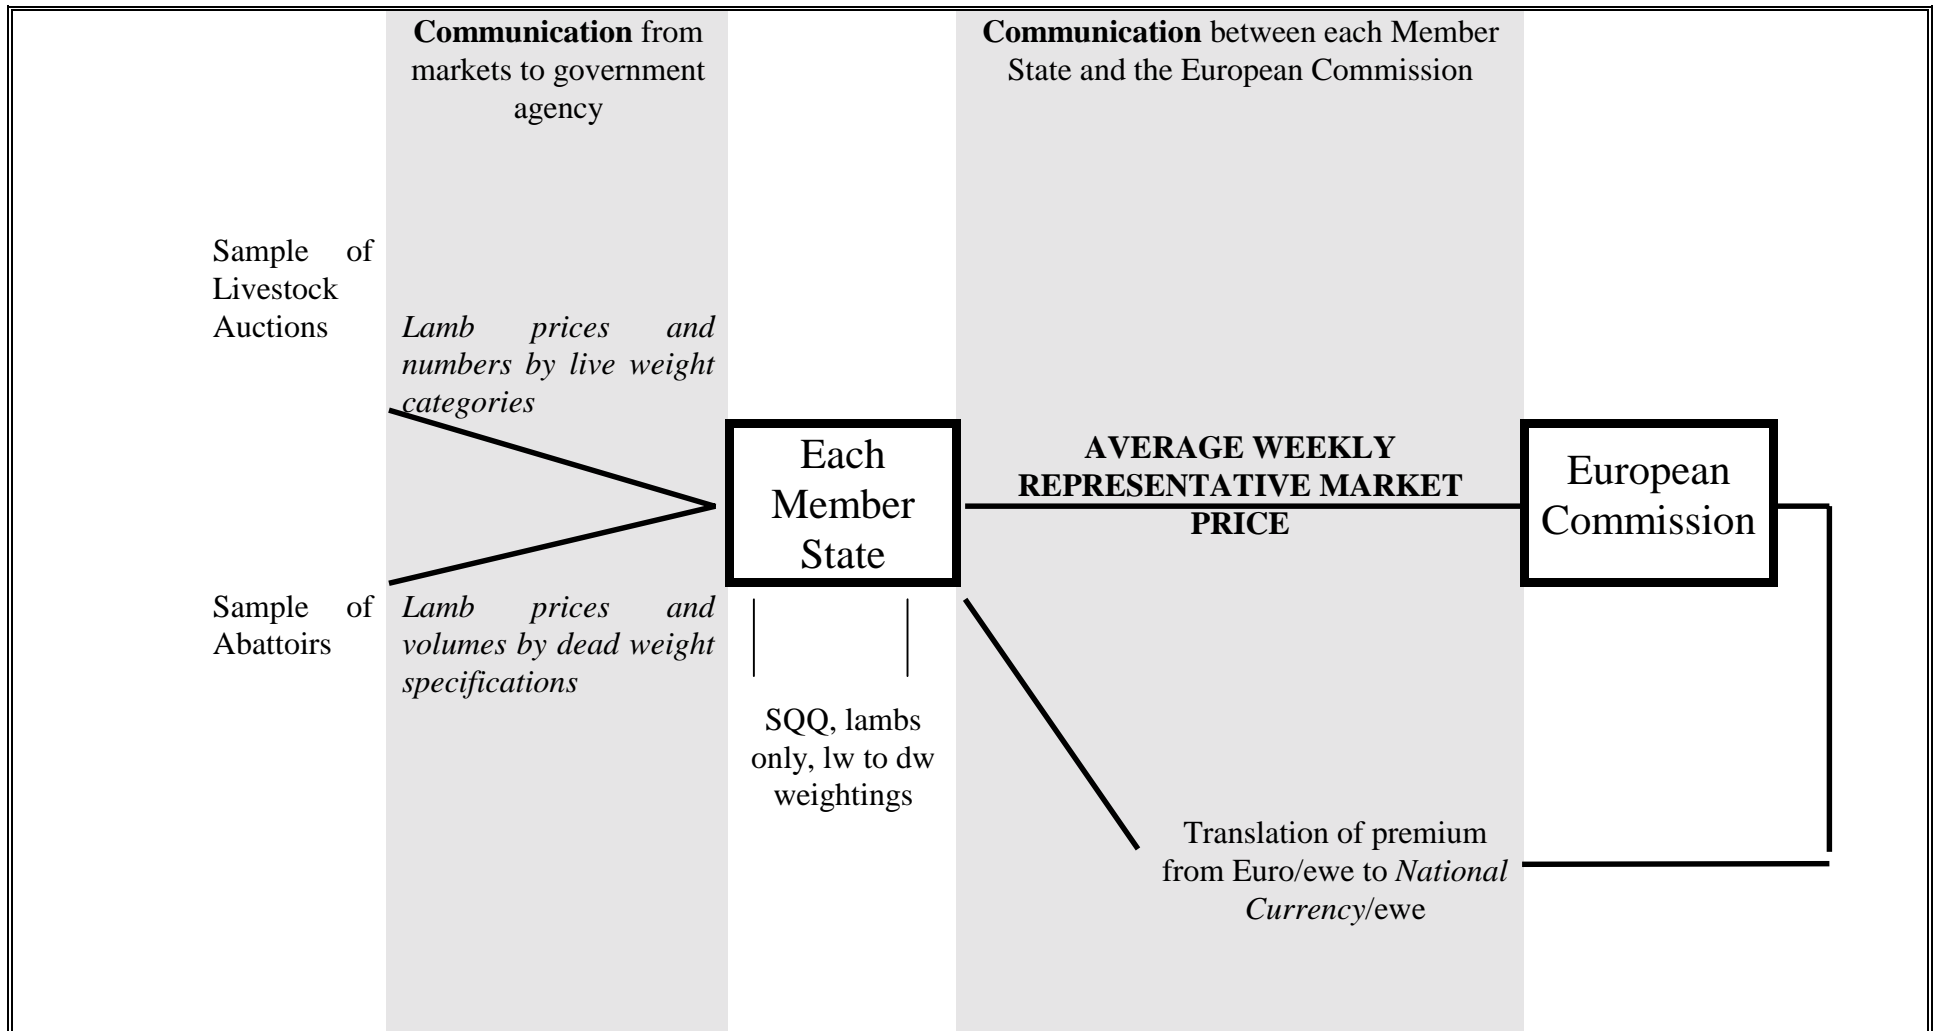 Communication from
markets to government
agency
Communication between each Member
State and the European Commission
Sample of
Livestock
Auctions
Lamb prices and
numbers by live weight
categories
Each
Member
State
AVERAGE WEEKLY
REPRESENTATIVE MARKET
PRICE
European
Commission
Sample of
Abattoirs
Lamb prices and
volumes by dead weight
specifications
SQQ, lambs
only, lw to dw
weightings
Translation of premium
from Euro/ewe to National
Currency/ewe